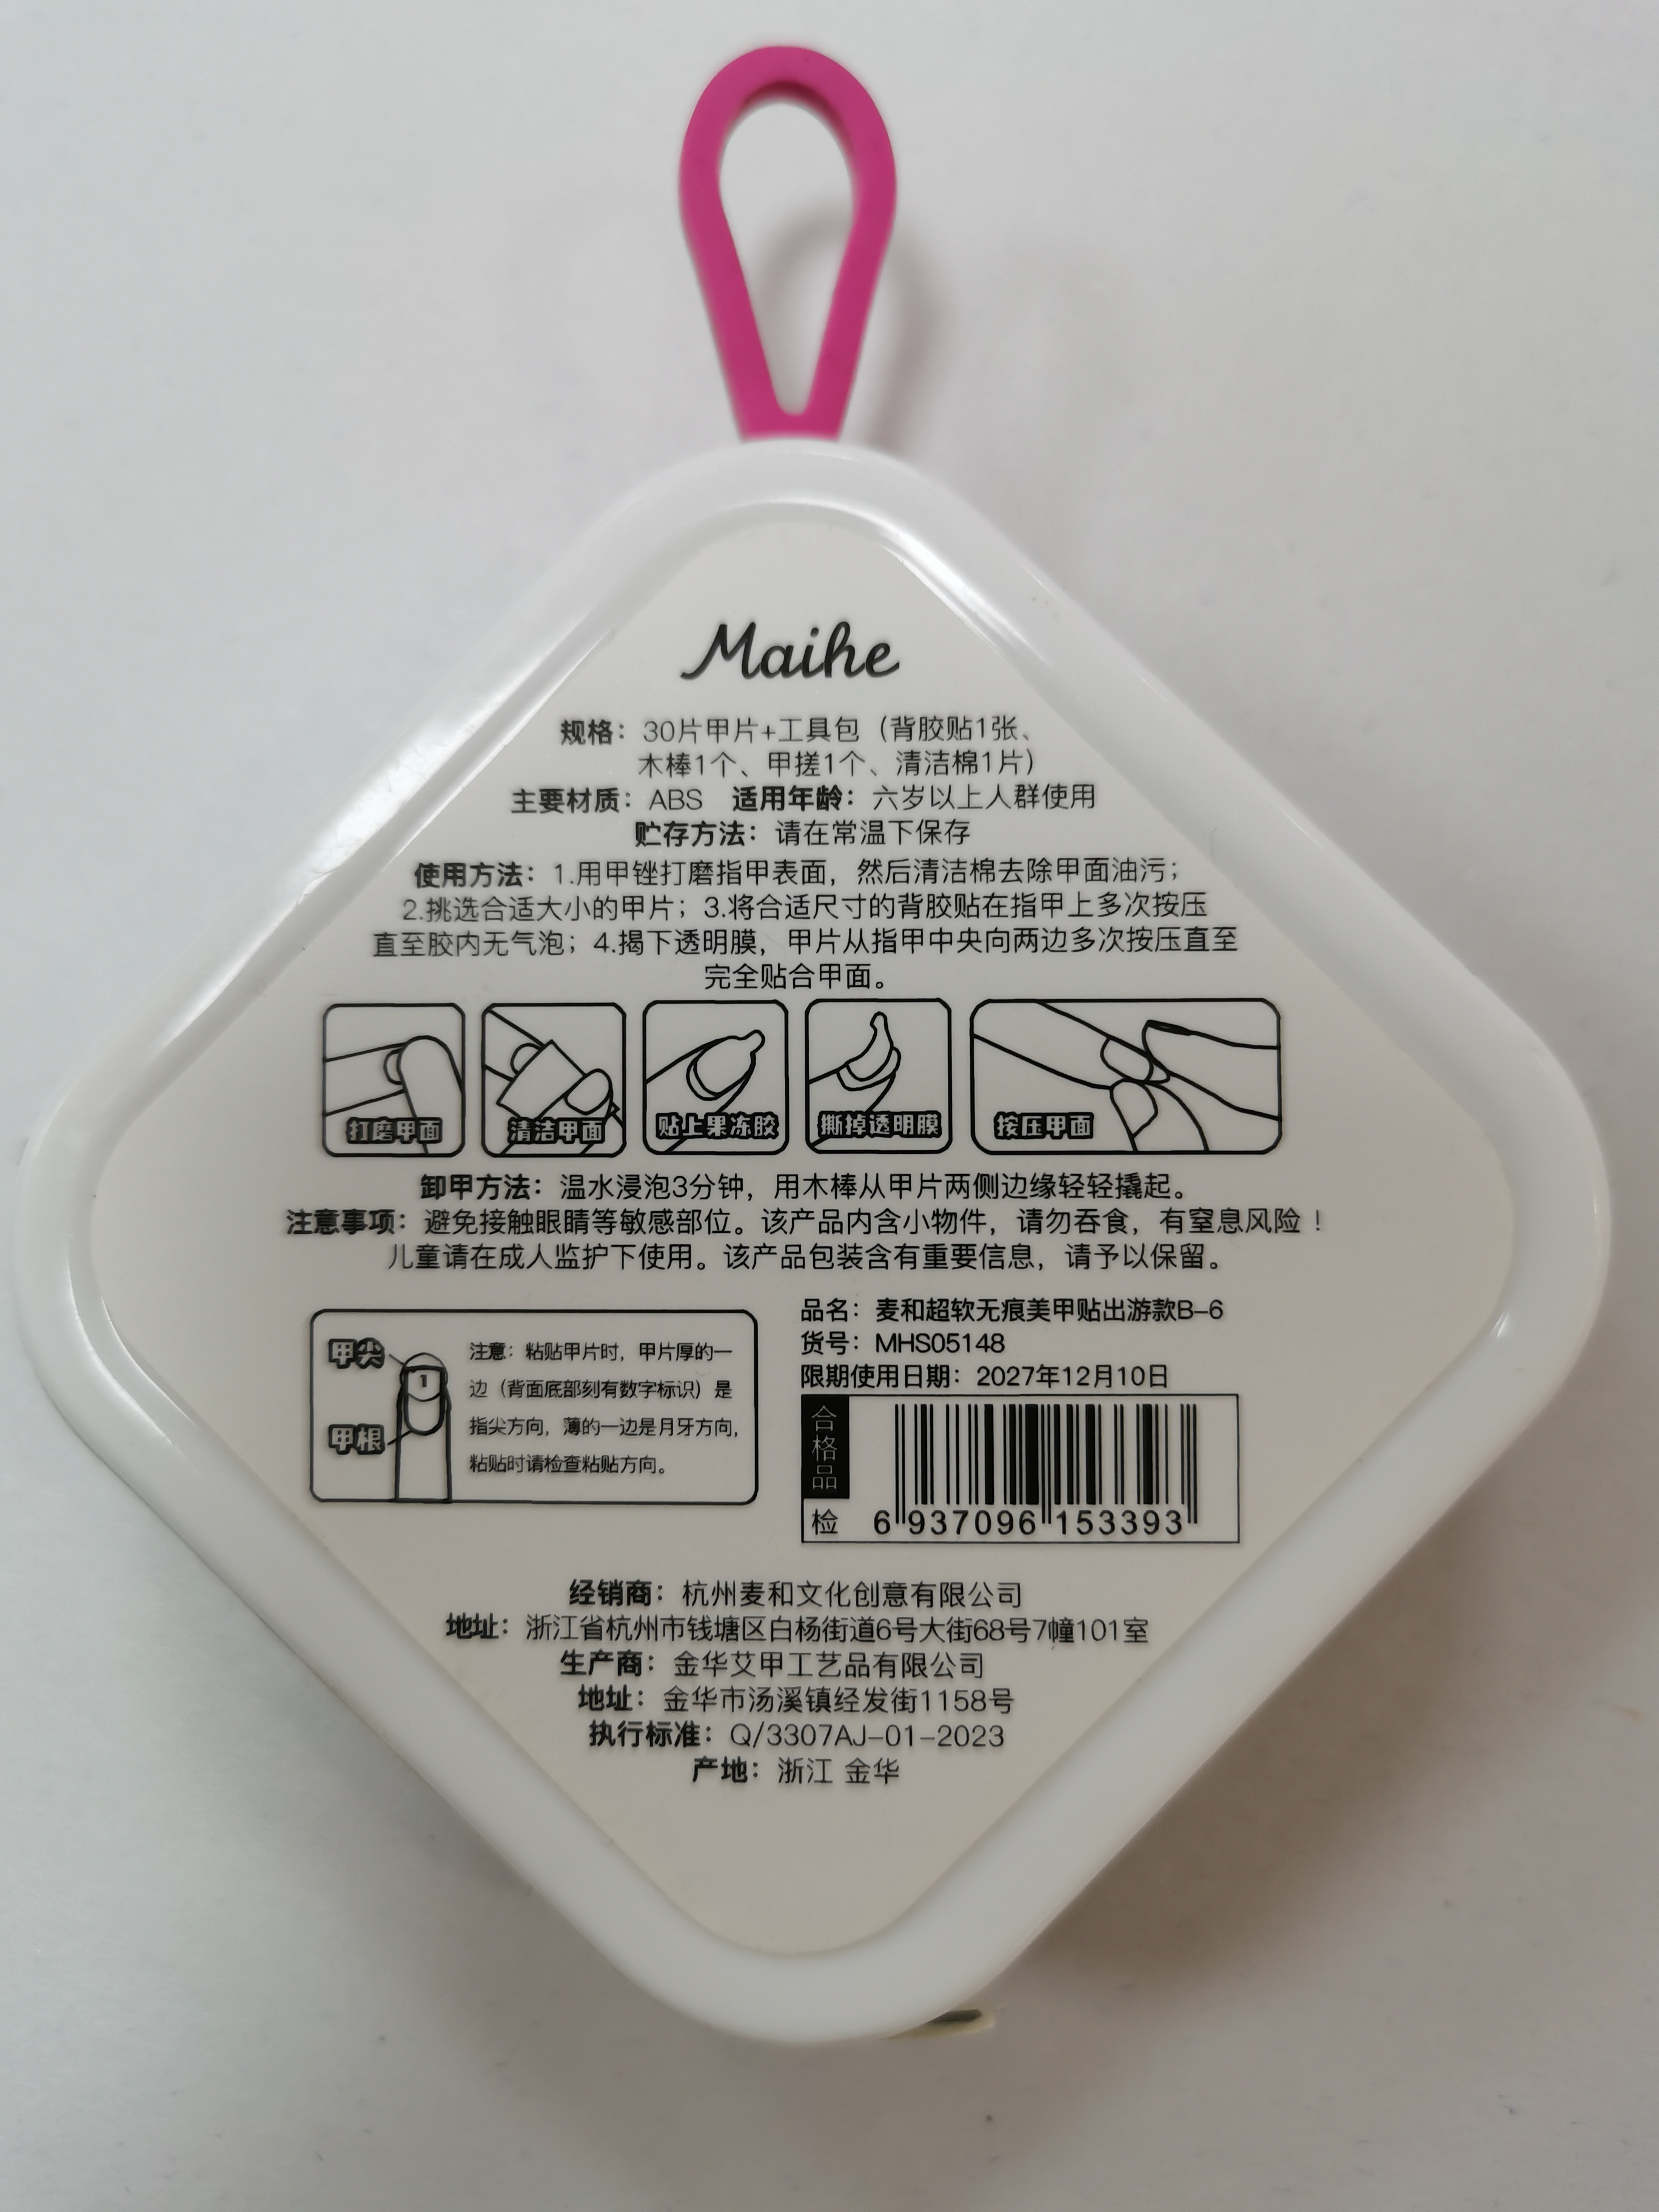 Maihe
规格：30片甲片+工具包（背胶贴1张、
木棒1个、甲搓1个、清洁棉1片）
主要材质：ABS 适用年龄：六岁以上人群使用
贮存方法：请在常温下保存
使用方法：1.用甲锉打磨指甲表面，然后清洁棉去除甲面油污；
2.挑选合适大小的甲片；3.将合适尺寸的背胶贴在指甲上多次按压
直至胶内无气泡；4.揭下透明膜，甲片从指甲中央向两边多次按压直至
完全贴合甲面。
打磨甲面 清洁甲面 贴上果冻胶 撕掉透明膜 按压甲面
卸甲方法：温水浸泡3分钟，用木棒从甲片两侧边缘轻轻撬起。
注意事项：避免接触眼睛等敏感部位。该产品内含小物件，请勿吞食，有窒息风险！
儿童请在成人监护下使用。该产品包装含有重要信息，请予以保留。
甲尖
甲根
1
注意：粘贴甲片时，甲片厚的一
边（背面底部刻有数字标识）是
指尖方向，薄的一边是月牙方向，
粘贴时请检查粘贴方向。
品名：麦和超软无痕美甲贴出游款B-6
货号：MHS05148
限期使用日期：2027年12月10日
合格品
检
6 937096 153393
经销商：杭州麦和文化创意有限公司
地址：浙江省杭州市钱塘区白杨街道6号大街68号7幢101室
生产商：金华艾甲工艺品有限公司
地址：金华市汤溪镇经发街1158号
执行标准：Q/3307AJ-01-2023
产地：浙江 金华